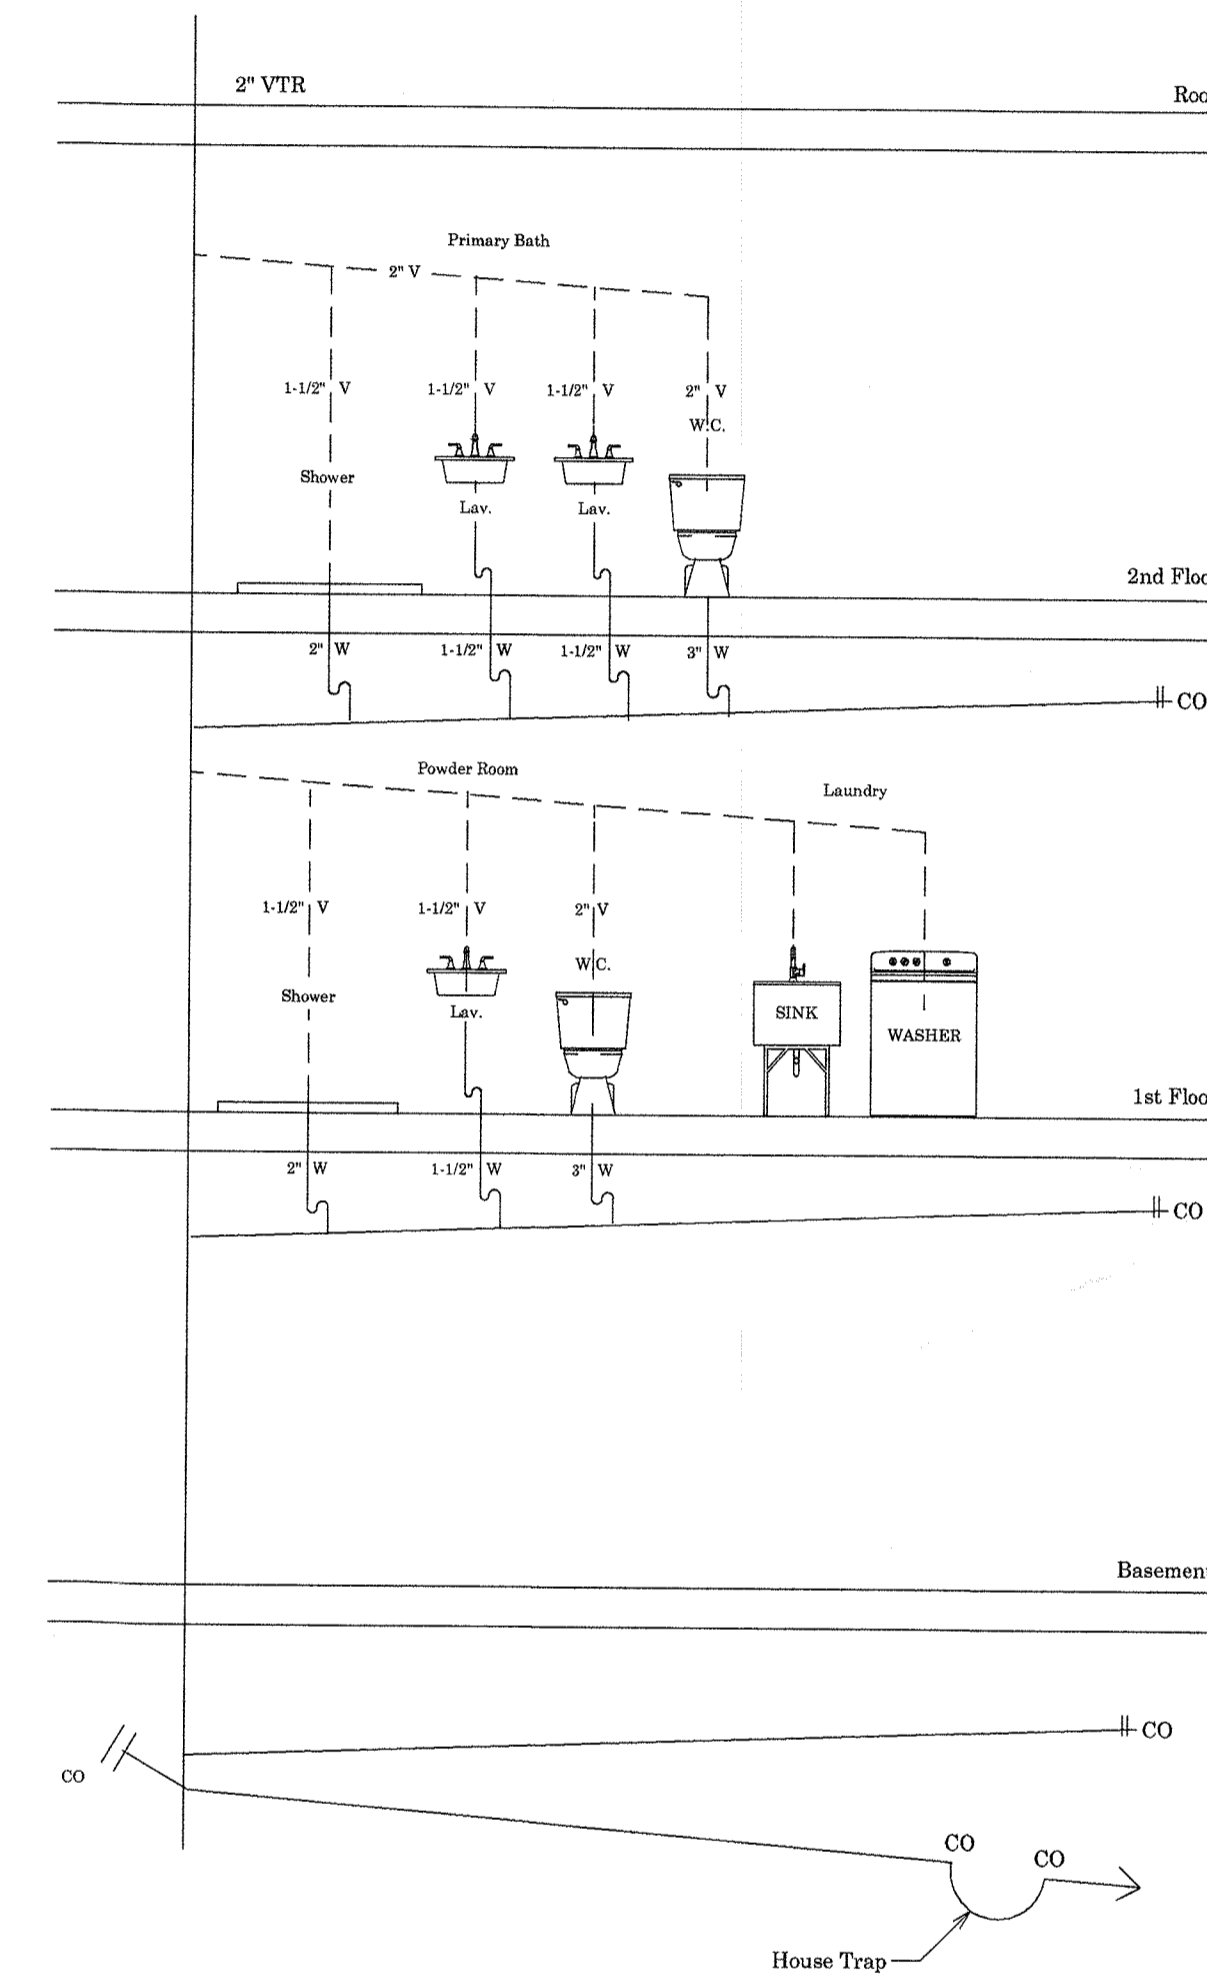 2" VTR
Roo
Primary Bath
2" V
1-1/2" V
1-1/2" V
1-1/2" V
2" V
W.C.
Shower
Lav.
Lav.
2nd Floo
2" W
1-1/2" W
1-1/2" W
3" W
CO
Powder Room
Laundry
1-1/2" V
1-1/2" V
2" V
W.C.
Shower
Lav.
SINK
WASHER
1st Floo
2" W
1-1/2" W
3" W
CO
Basemen
CO
CO
CO
CO
House Trap